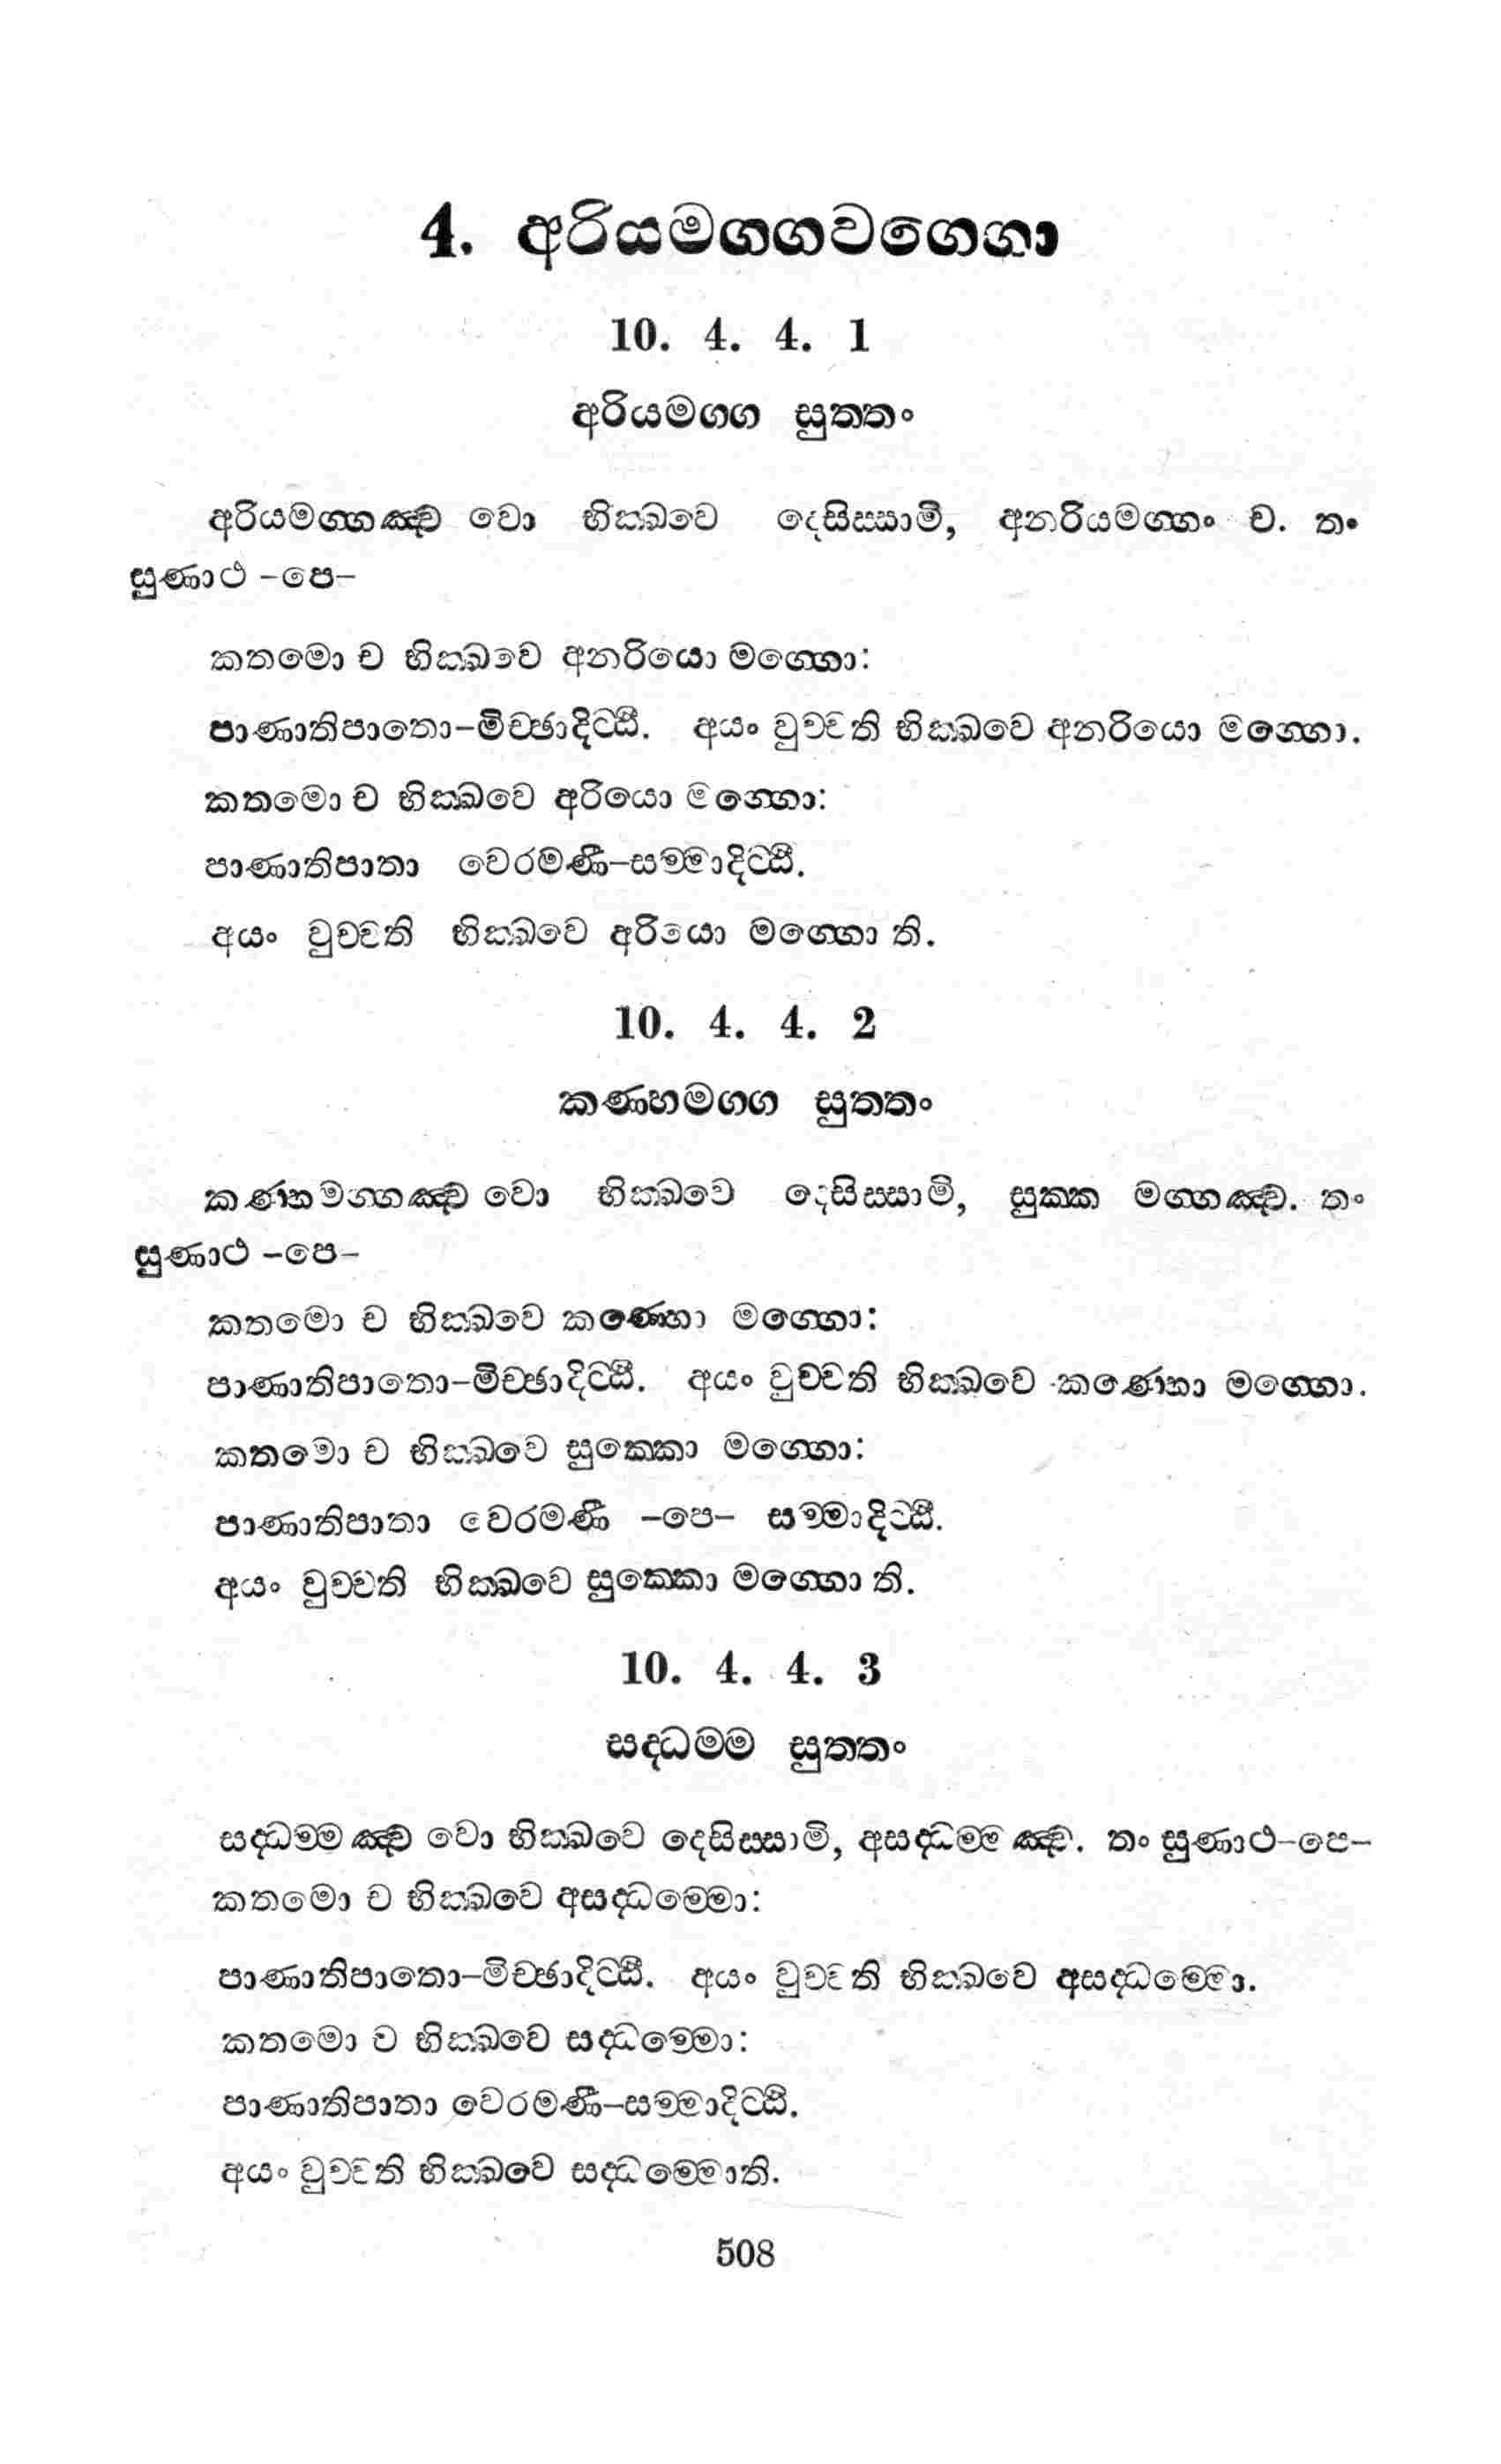 4. අරියමග්ගවග්ගො
10. 4. 4. 1
අරියමග්ග සුත්තං
අරියමග්ගඤ්ච වො භික්ඛවෙ දෙසිස්සාමි, අනරියමග්ගං ච. තං
සුණාථ -පෙ-
කතමො ච භික්ඛවෙ අනරියො මග්ගො:
පාණාතිපාතො-මිච්ඡාදිට්ඨි. අයං වුච්චති භික්ඛවෙ අනරියො මග්ගො.
කතමො ච භික්ඛවෙ අරියො මග්ගො:
පාණාතිපාතා වෙරමණී-සම්මාදිට්ඨි.
අයං වුච්චති භික්ඛවෙ අරියො මග්ගො ති.
10. 4. 4. 2
කණ්හමග්ග සුත්තං
කණ්හමග්ගඤ්ච වො භික්ඛවෙ දෙසිස්සාමි, සුක්ක මග්ගඤ්ච. තං
සුණාථ -පෙ-
කතමො ච භික්ඛවෙ කණ්හො මග්ගො:
පාණාතිපාතො-මිච්ඡාදිට්ඨි. අයං වුච්චති භික්ඛවෙ කණ්හො මග්ගො.
කතමො ච භික්ඛවෙ සුක්කො මග්ගො:
පාණාතිපාතා වෙරමණී -පෙ- සම්මාදිට්ඨි.
අයං වුච්චති භික්ඛවෙ සුක්කො මග්ගො ති.
10. 4. 4. 3
සද්ධම්ම සුත්තං
සද්ධම්මඤ්ච වො භික්ඛවෙ දෙසිස්සාමි, අසද්ධම්මඤ්ච. තං සුණාථ-පෙ-
කතමො ච භික්ඛවෙ අසද්ධම්මො:
පාණාතිපාතො-මිච්ඡාදිට්ඨි. අයං වුච්චති භික්ඛවෙ අසද්ධම්මො.
කතමො ච භික්ඛවෙ සද්ධම්මො:
පාණාතිපාතා වෙරමණී-සම්මාදිට්ඨි.
අයං වුච්චති භික්ඛවෙ සද්ධම්මොති.
508